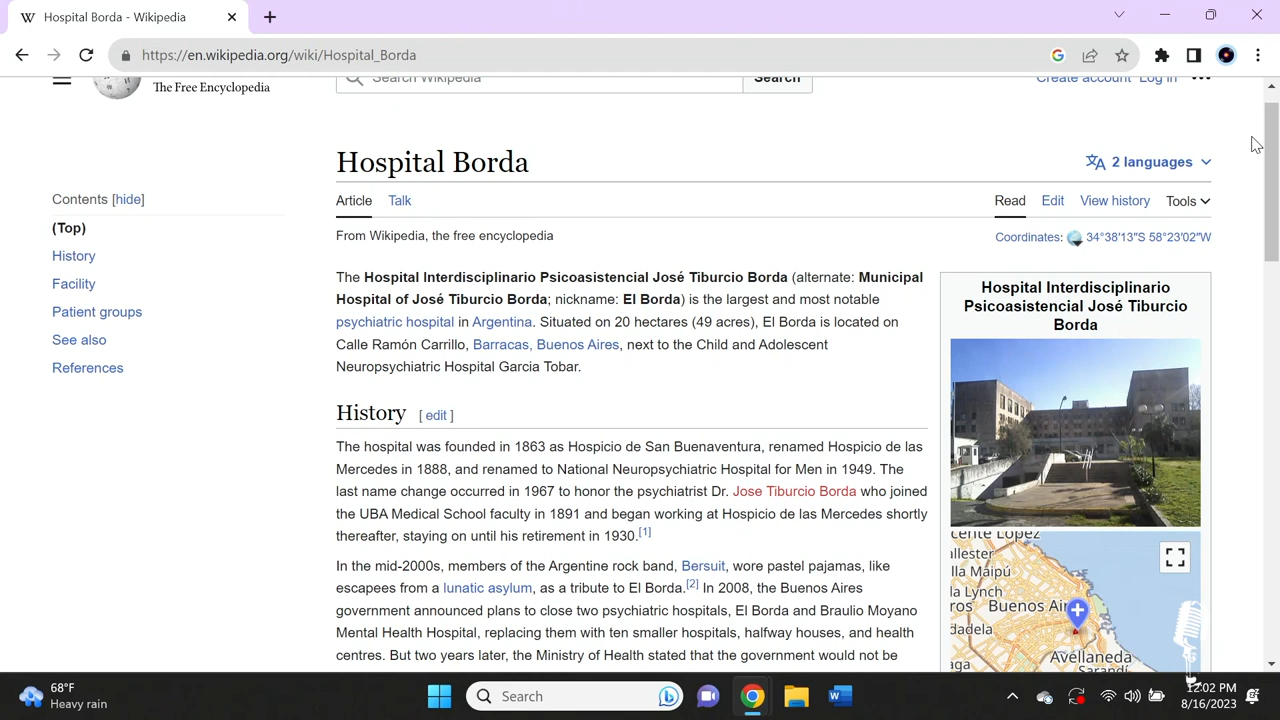 Hospital Borda - Wikipedia
https://en.wikipedia.org/wiki/Hospital_Borda
The Free Encyclopedia
Search Wikipedia
Search
Create account Log in
Hospital Borda
2 languages
Contents [hide]
(Top)
History
Facility
Patient groups
See also
References
Article Talk
Read Edit View history Tools
From Wikipedia, the free encyclopedia
Coordinates: 34°38′13″S 58°23′02″W
The Hospital Interdisciplinario Psicoasistencial José Tiburcio Borda (alternate: Municipal
Hospital of José Tiburcio Borda; nickname: El Borda) is the largest and most notable
psychiatric hospital in Argentina. Situated on 20 hectares (49 acres), El Borda is located on
Calle Ramón Carrillo, Barracas, Buenos Aires, next to the Child and Adolescent
Neuropsychiatric Hospital Garcia Tobar.
History [ edit ]
The hospital was founded in 1863 as Hospicio de San Buenaventura, renamed Hospicio de las
Mercedes in 1888, and renamed to National Neuropsychiatric Hospital for Men in 1949. The
last name change occurred in 1967 to honor the psychiatrist Dr. Jose Tiburcio Borda who joined
the UBA Medical School faculty in 1891 and began working at Hospicio de las Mercedes shortly
thereafter, staying on until his retirement in 1930.[1]
In the mid-2000s, members of the Argentine rock band, Bersuit, wore pastel pajamas, like
escapees from a lunatic asylum, as a tribute to El Borda.[2] In 2008, the Buenos Aires
government announced plans to close two psychiatric hospitals, El Borda and Braulio Moyano
Mental Health Hospital, replacing them with ten smaller hospitals, halfway houses, and health
centres. But two years later, the Ministry of Health stated that the government would not be
Hospital Interdisciplinario
Psicoasistencial José Tiburcio
Borda
cente López
allester
lla Maipú
la Lynch
ros Buenos Air
dadela
Avellaneda
aga Sarandí
68°F
Heavy rain
Search
12:02 PM
8/16/2023